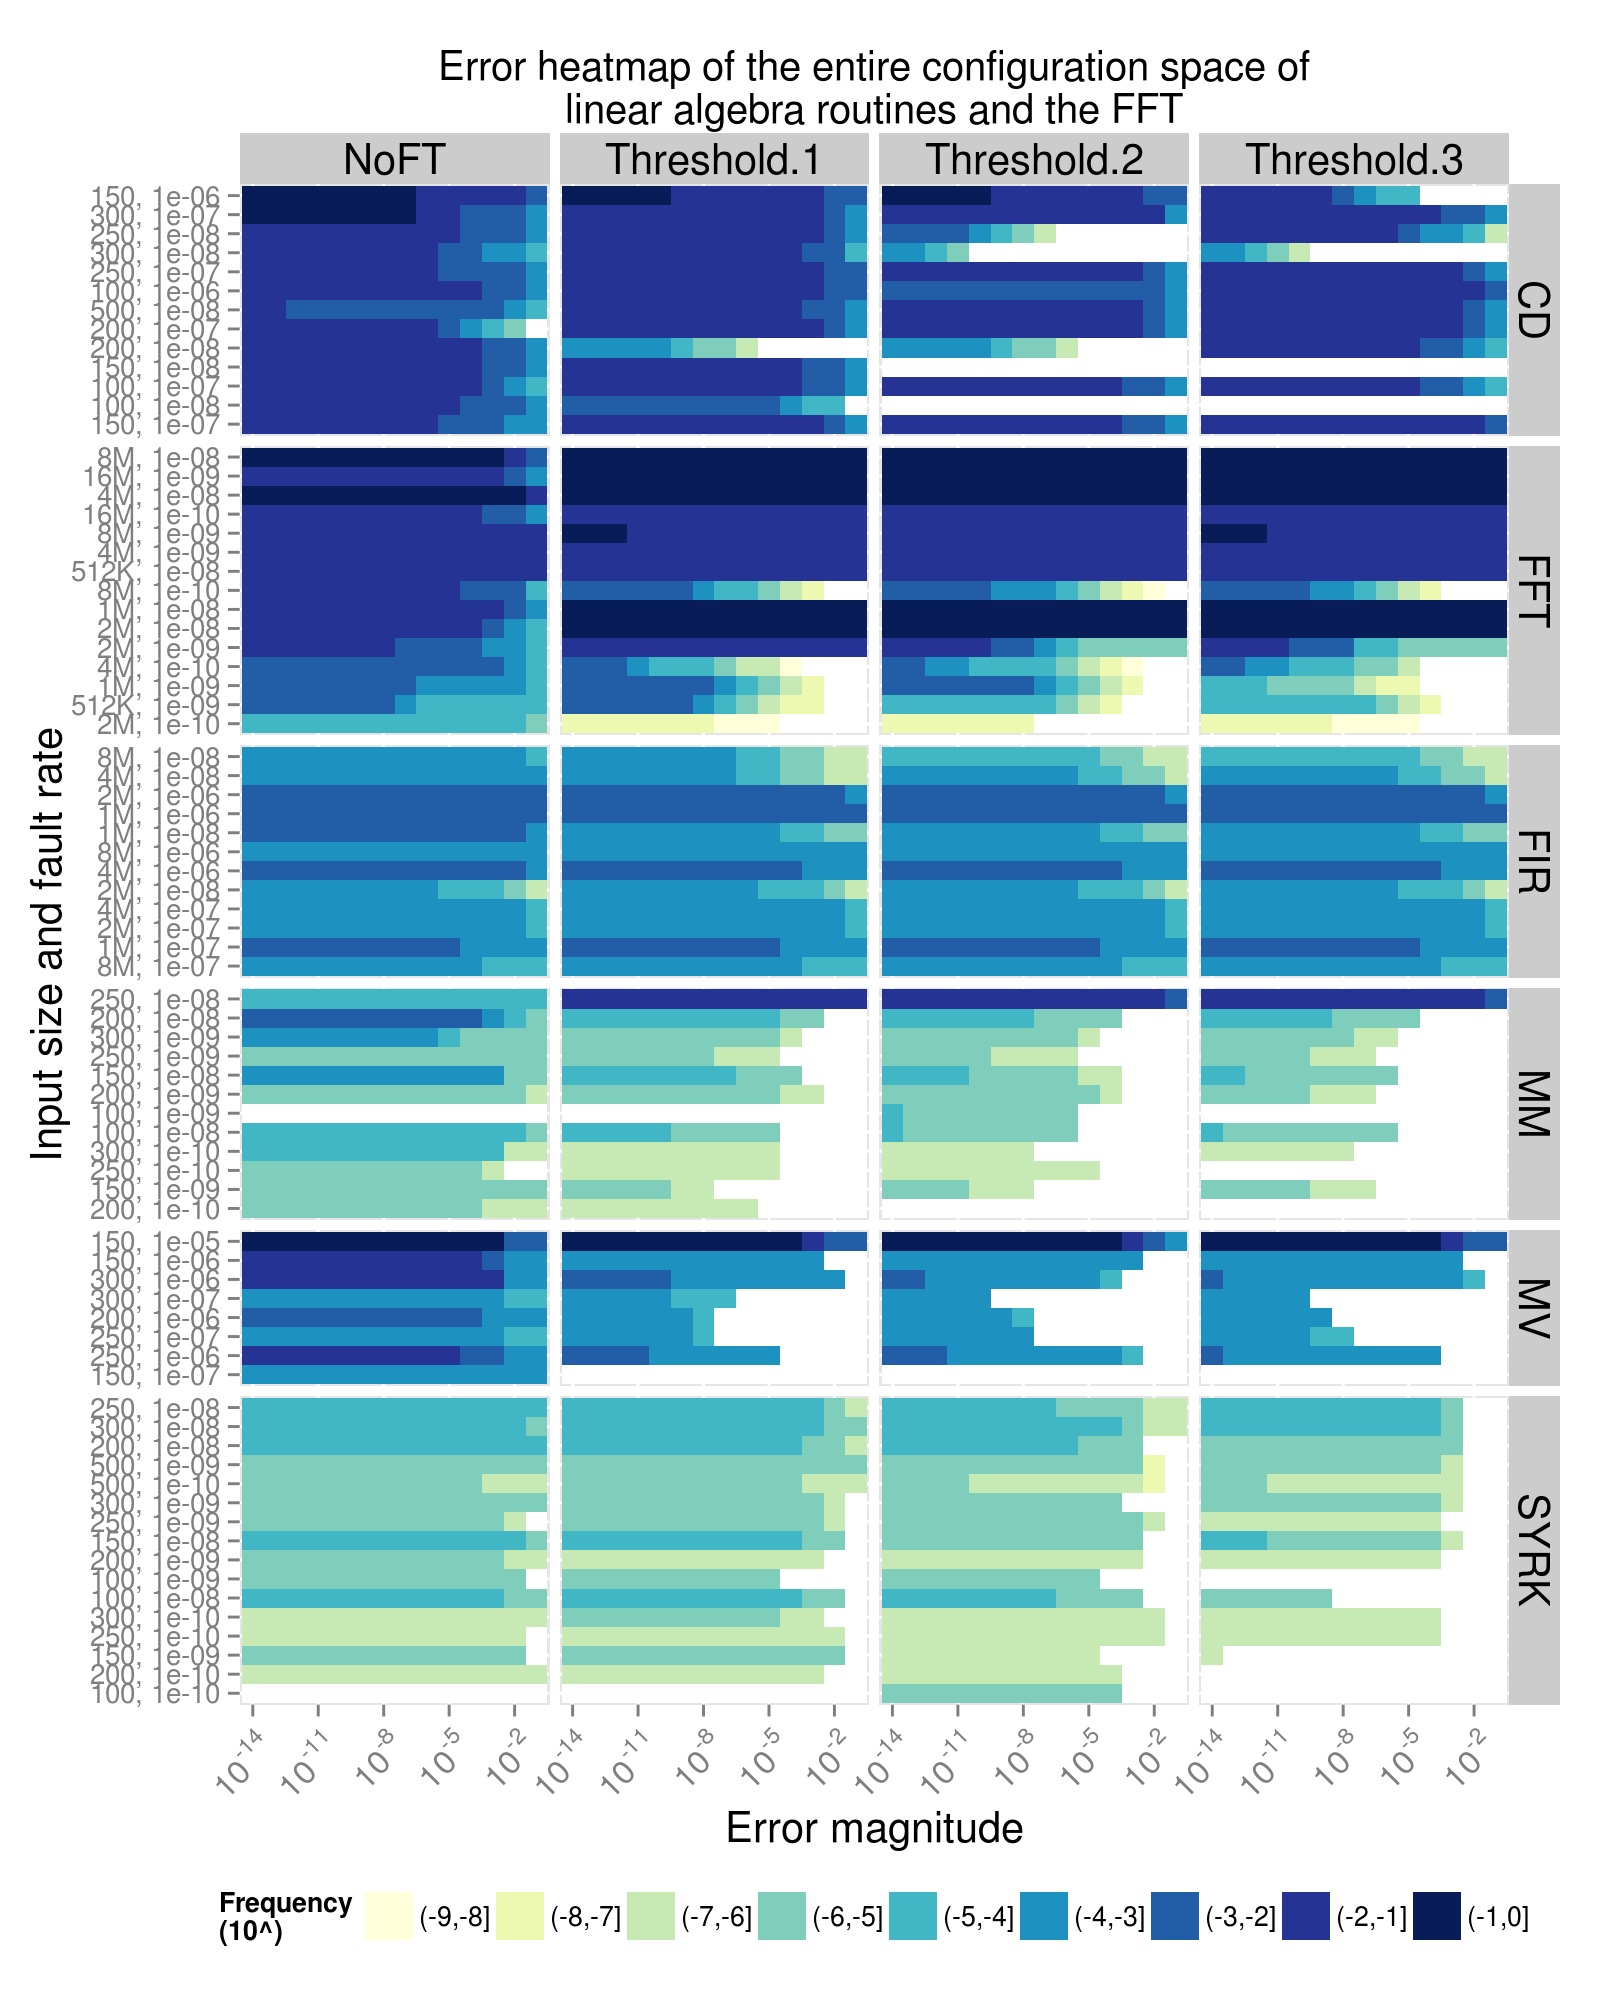 Error heatmap of the entire configuration space of
linear algebra routines and the FFT
NoFT Threshold.1 Threshold.2 Threshold.3
Input size and fault rate
150, 1e-06
300, 1e-07
250, 1e-08
300, 1e-08
250, 1e-07
100, 1e-06
500, 1e-08
200, 1e-07
200, 1e-08
150, 1e-08
100, 1e-07
100, 1e-08
150, 1e-07
CD
8M, 1e-08
16M, 1e-09
4M, 1e-08
16M, 1e-10
8M, 1e-09
4M, 1e-09
512K, 1e-08
8M, 1e-10
1M, 1e-08
2M, 1e-08
2M, 1e-09
4M, 1e-10
1M, 1e-09
512K, 1e-09
2M, 1e-10
FFT
8M, 1e-08
4M, 1e-08
2M, 1e-06
1M, 1e-06
1M, 1e-08
8M, 1e-06
4M, 1e-06
2M, 1e-08
4M, 1e-07
2M, 1e-07
1M, 1e-07
8M, 1e-07
FIR
250, 1e-08
200, 1e-08
300, 1e-09
250, 1e-09
150, 1e-08
200, 1e-09
100, 1e-09
100, 1e-08
300, 1e-10
250, 1e-10
150, 1e-09
200, 1e-10
MM
150, 1e-05
150, 1e-06
300, 1e-06
300, 1e-07
200, 1e-06
250, 1e-07
250, 1e-06
150, 1e-07
MV
250, 1e-08
300, 1e-08
200, 1e-08
500, 1e-09
500, 1e-10
300, 1e-09
250, 1e-09
150, 1e-08
200, 1e-09
100, 1e-09
100, 1e-08
300, 1e-10
250, 1e-10
150, 1e-09
200, 1e-10
100, 1e-10
SYRK
10-14 10-11 10-8 10-5 10-2 10-14 10-11 10-8 10-5 10-2 10-14 10-11 10-8 10-5 10-2 10-14 10-11 10-8 10-5 10-2
Error magnitude
Frequency
(10^)
(-9,-8] (-8,-7] (-7,-6] (-6,-5] (-5,-4] (-4,-3] (-3,-2] (-2,-1] (-1,0]